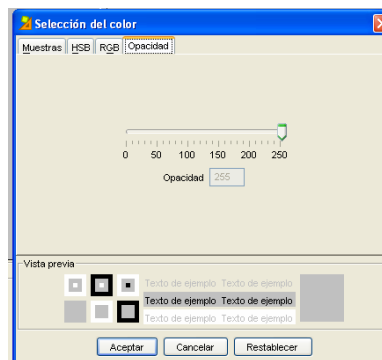 Selección del color
Muestras HSB RGB Opacidad
0 50 100 150 200 250
Opacidad 255
Vista previa
Texto de ejemplo Texto de ejemplo
Texto de ejemplo Texto de ejemplo
Texto de ejemplo Texto de ejemplo
Aceptar Cancelar Restablecer